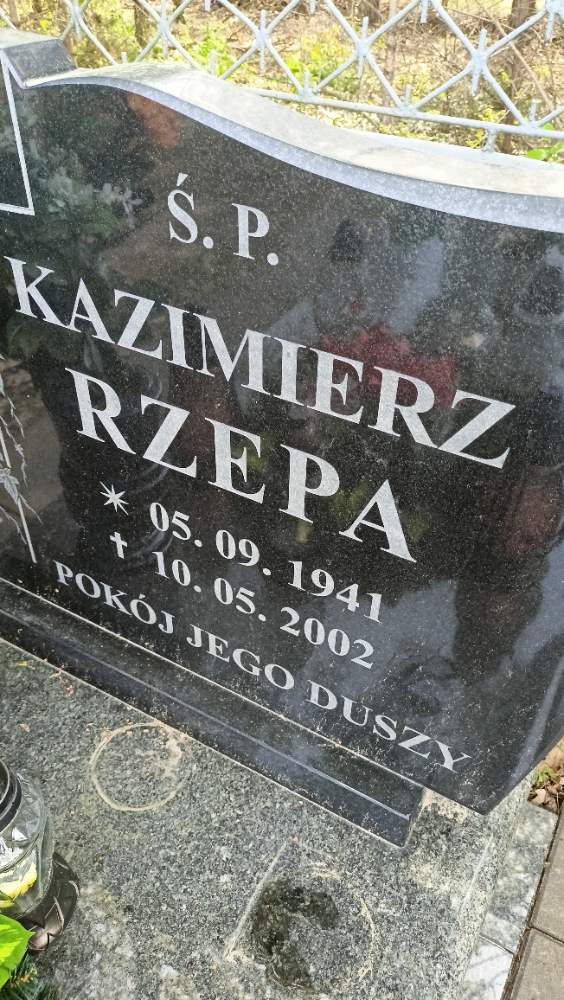 Ś. P.
KAZIMIERZ
RZEPA
* 05. 09. 1941
✝ 10. 05. 2002
POKÓJ JEGO DUSZY